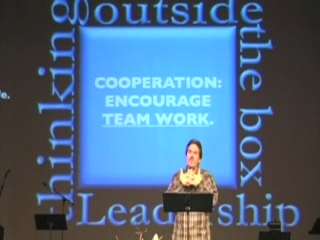 thinking
outside
the box
COOPERATION:
ENCOURAGE
TEAM WORK.
Leadership